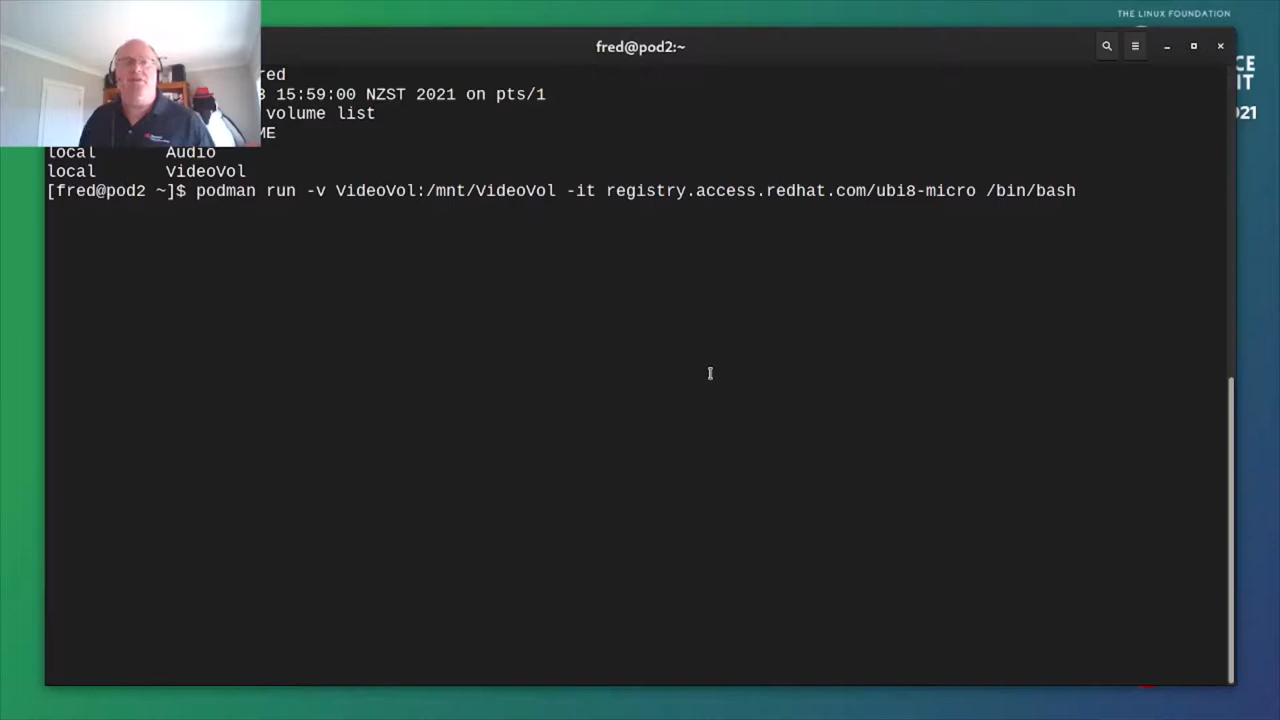 THE LINUX FOUNDATION
fred@pod2:~
red
15:59:00 NZST 2021 on pts/1
volume list
ME
local Audio
local VideoVol
[fred@pod2 ~]$ podman run -v VideoVol:/mnt/VideoVol -it registry.access.redhat.com/ubi8-micro /bin/bash
CE
IT
21